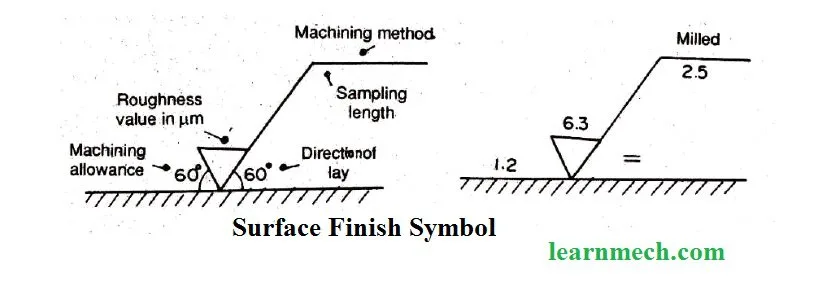 Machining method
Sampling
length
Roughness
value in µm
Machining
allowance
60°
60°
Directionof
lay
Milled
2.5
6.3
1.2
=
Surface Finish Symbol
learnmech.com